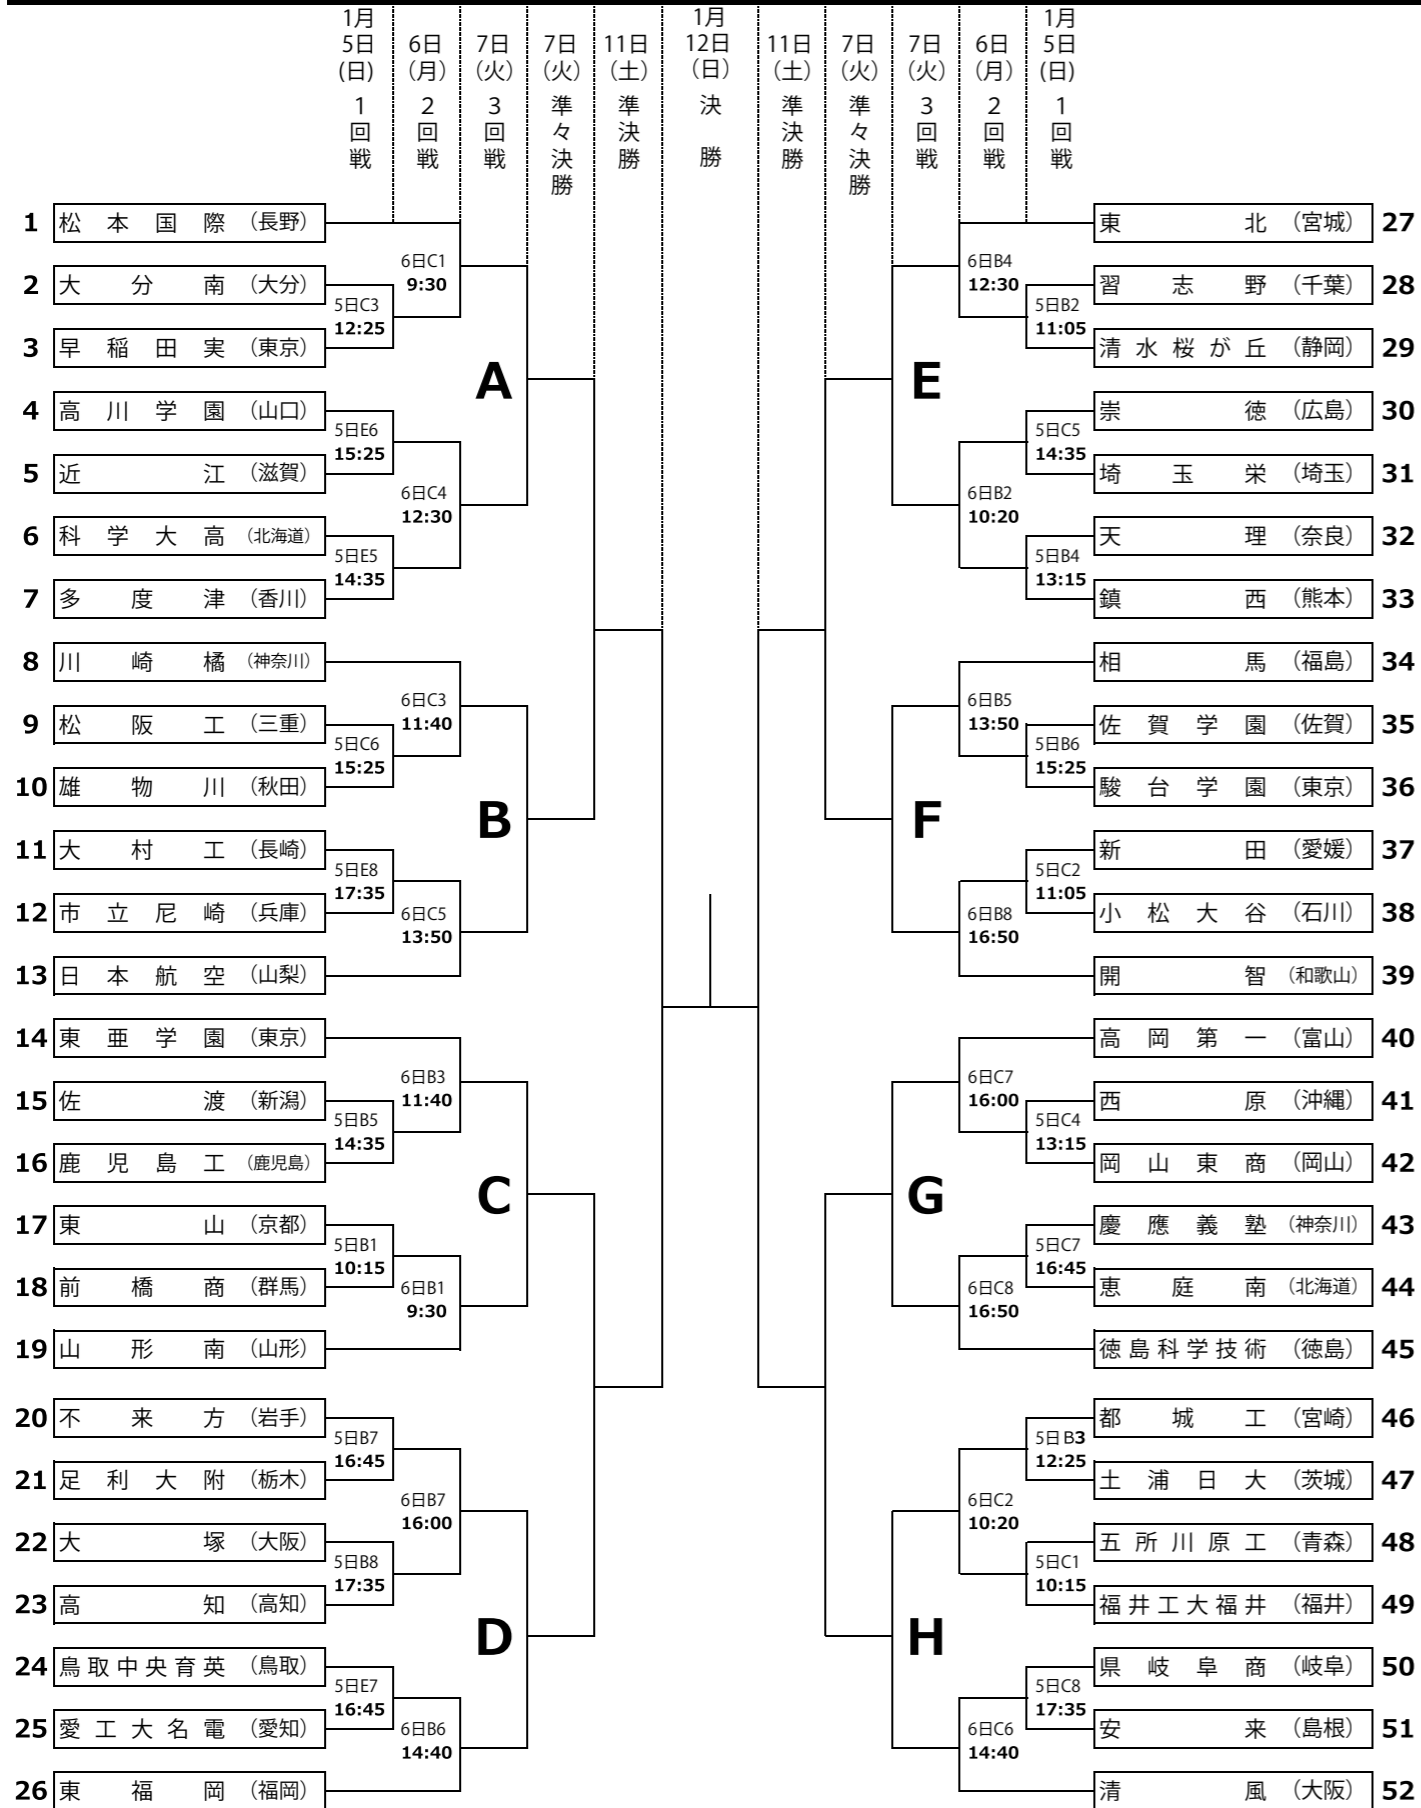 1月
5日
(日)
1回戦
6日
(月)
2回戦
7日
(火)
3回戦
7日
(火)
準々決勝
11日
(土)
準決勝
1月
12日
(日)
決勝
11日
(土)
準決勝
7日
(火)
準々決勝
7日
(火)
3回戦
6日
(月)
2回戦
1月
5日
(日)
1回戦
1 松本国際 (長野)
2 大分南 (大分)
3 早稲田実 (東京)
4 高川学園 (山口)
5 近江 (滋賀)
6 科学大高 (北海道)
7 多度津 (香川)
8 川崎橘 (神奈川)
9 松阪工 (三重)
10 雄物川 (秋田)
11 大村工 (長崎)
12 市立尼崎 (兵庫)
13 日本航空 (山梨)
14 東亜学園 (東京)
15 佐渡 (新潟)
16 鹿児島工 (鹿児島)
17 東山 (京都)
18 前橋商 (群馬)
19 山形南 (山形)
20 不来方 (岩手)
21 足利大附 (栃木)
22 大塚 (大阪)
23 高知 (高知)
24 鳥取中央育英 (鳥取)
25 愛工大名電 (愛知)
26 東福岡 (福岡)
5日C3
12:25
5日E6
15:25
5日E5
14:35
5日C6
15:25
5日E8
17:35
5日B5
14:35
5日B1
10:15
5日B7
16:45
5日B8
17:35
5日E7
16:45
6日C1
9:30
6日C4
12:30
6日C3
11:40
6日C5
13:50
6日B3
11:40
6日B1
9:30
6日B7
16:00
6日B6
14:40
A
B
C
D
E
F
G
H
6日B4
12:30
6日B2
10:20
6日B5
13:50
6日B8
16:50
6日C7
16:00
6日C8
16:50
6日C2
10:20
6日C6
14:40
5日B2
11:05
5日C5
14:35
5日B4
13:15
5日B6
15:25
5日C2
11:05
5日C4
13:15
5日C7
16:45
5日B3
12:25
5日C1
10:15
5日C8
17:35
東北 (宮城) 27
習志野 (千葉) 28
清水桜が丘 (静岡) 29
崇徳 (広島) 30
埼玉栄 (埼玉) 31
天理 (奈良) 32
鎮西 (熊本) 33
相馬 (福島) 34
佐賀学園 (佐賀) 35
駿台学園 (東京) 36
新田 (愛媛) 37
小松大谷 (石川) 38
開智 (和歌山) 39
高岡第一 (富山) 40
西原 (沖縄) 41
岡山東商 (岡山) 42
慶應義塾 (神奈川) 43
恵庭南 (北海道) 44
徳島科学技術 (徳島) 45
都城工 (宮崎) 46
土浦日大 (茨城) 47
五所川原工 (青森) 48
福井工大福井 (福井) 49
県岐阜商 (岐阜) 50
安来 (島根) 51
清風 (大阪) 52